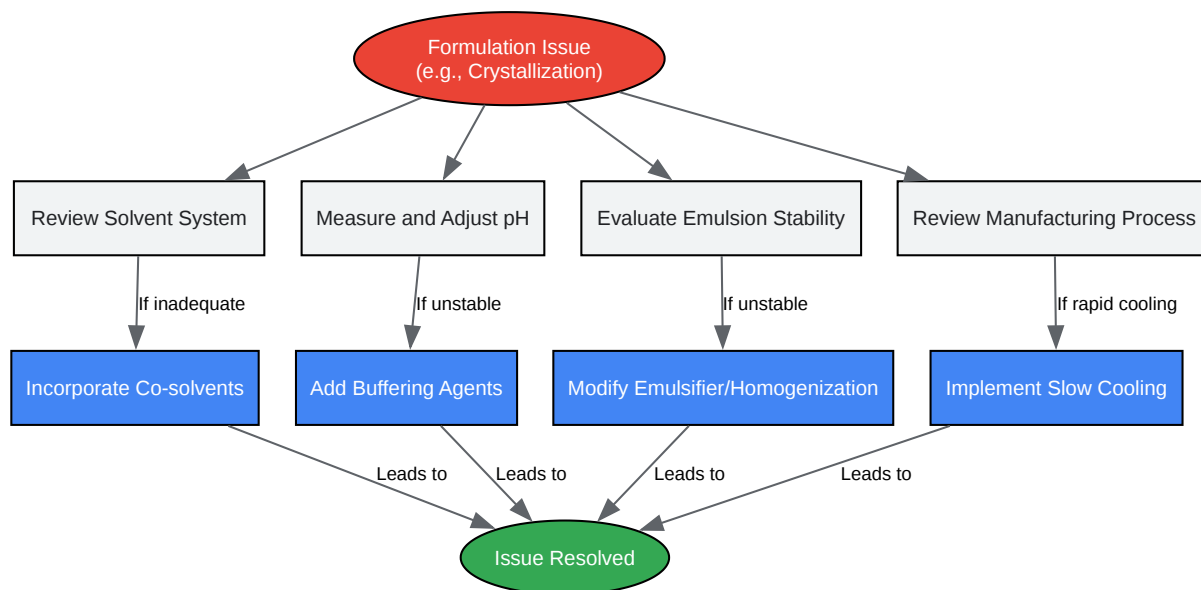 Formulation Issue
(e.g., Crystallization)
Review Solvent System
Measure and Adjust pH
Evaluate Emulsion Stability
Review Manufacturing Process
If inadequate
If unstable
If unstable
If rapid cooling
Incorporate Co-solvents
Add Buffering Agents
Modify Emulsifier/Homogenization
Implement Slow Cooling
Leads to
Leads to
Leads to
Leads to
Issue Resolved